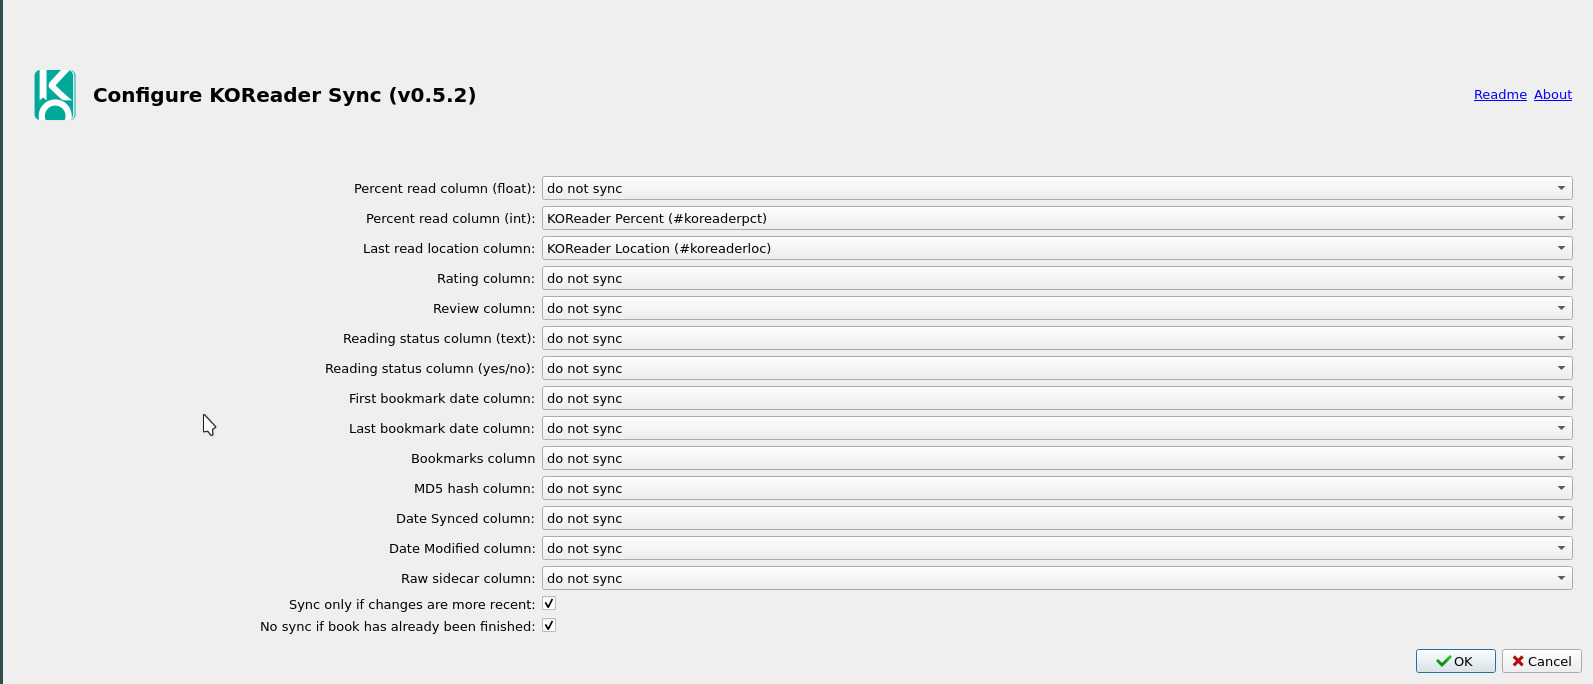 Configure KOReader Sync (v0.5.2)
Readme About
Percent read column (float): do not sync
Percent read column (int): KOReader Percent (#koreaderpct)
Last read location column: KOReader Location (#koreaderloc)
Rating column: do not sync
Review column: do not sync
Reading status column (text): do not sync
Reading status column (yes/no): do not sync
First bookmark date column: do not sync
Last bookmark date column: do not sync
Bookmarks column do not sync
MD5 hash column: do not sync
Date Synced column: do not sync
Date Modified column: do not sync
Raw sidecar column: do not sync
Sync only if changes are more recent:
No sync if book has already been finished:
OK Cancel